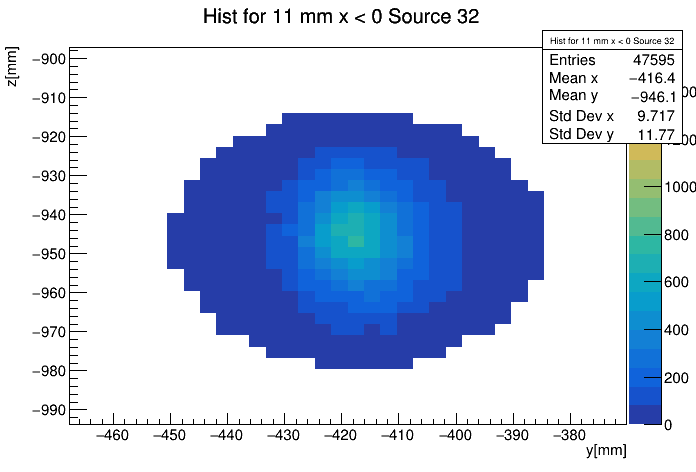 Hist for 11 mm x < 0 Source 32
z[mm]
Hist for 11 mm x < 0 Source 32
Entries 47595
Mean x −416.4
Mean y −946.1
Std Dev x 9.717
Std Dev y 11.77
−900
−910
−920
−930
−940
−950
−960
−970
−980
−990
1000
800
600
400
200
0
−460 −450 −440 −430 −420 −410 −400 −390 −380
y[mm]